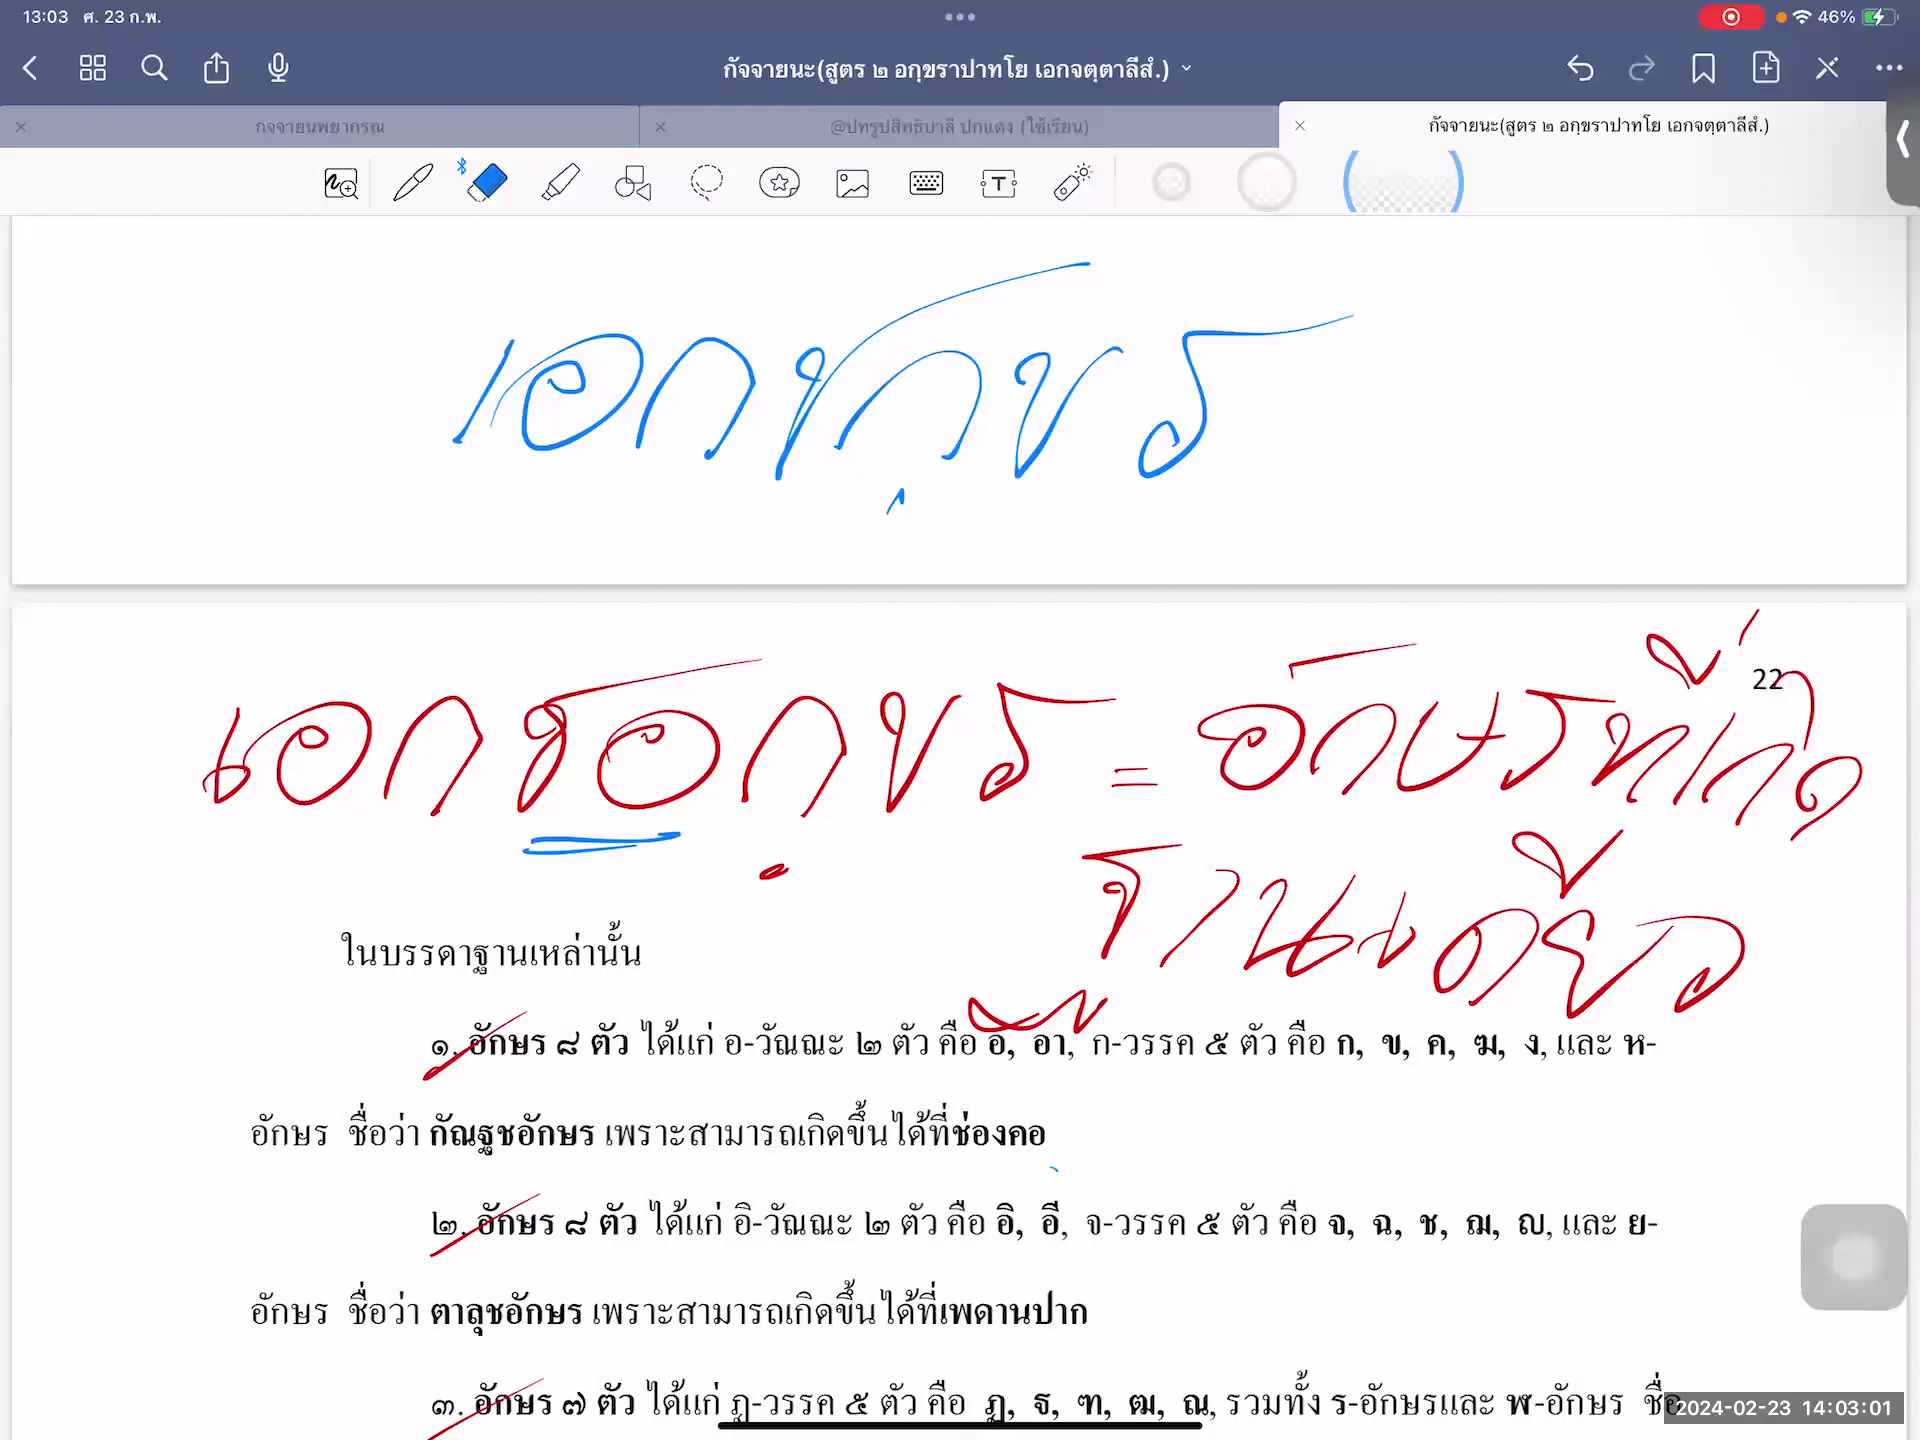 13:03 ศ. 23 ก.พ.
46%
กัจจายนะ(สูตร ๒ อกฺขราปาทโย เอกจตฺตาลีสํ.)
กจจายนพยากรณ
@ปทรูปสิทธิบาลี ปกแดง (ใช้เรียน)
กัจจายนะ(สูตร ๒ อกฺขราปาทโย เอกจตฺตาลีสํ.)
เอกชกฺขร
22
เอกชอกฺขร = อักษรที่เกิด
ฐานเดียว
ในบรรดาฐานเหล่านั้น
๑. อักษร ๘ ตัว ได้แก่ อ-วัณณะ ๒ ตัว คือ อ, อา, ก-วรรค ๕ ตัว คือ ก, ข, ค, ฆ, ง, และ ห-
อักษร ชื่อว่า กัณฐชอักษร เพราะสามารถเกิดขึ้นได้ที่ช่องคอ
๒. อักษร ๘ ตัว ได้แก่ อิ-วัณณะ ๒ ตัว คือ อิ, อี, จ-วรรค ๕ ตัว คือ จ, ฉ, ช, ฌ, ญ, และ ย-
อักษร ชื่อว่า ตาลุชอักษร เพราะสามารถเกิดขึ้นได้ที่เพดานปาก
๓. อักษร ๗ ตัว ได้แก่ ฏ-วรรค ๕ ตัว คือ ฏ, ฐ, ฑ, ฒ, ณ, รวมทั้ง ร-อักษรและ ฬ-อักษร ชื่อ
2024-02-23 14:03:01